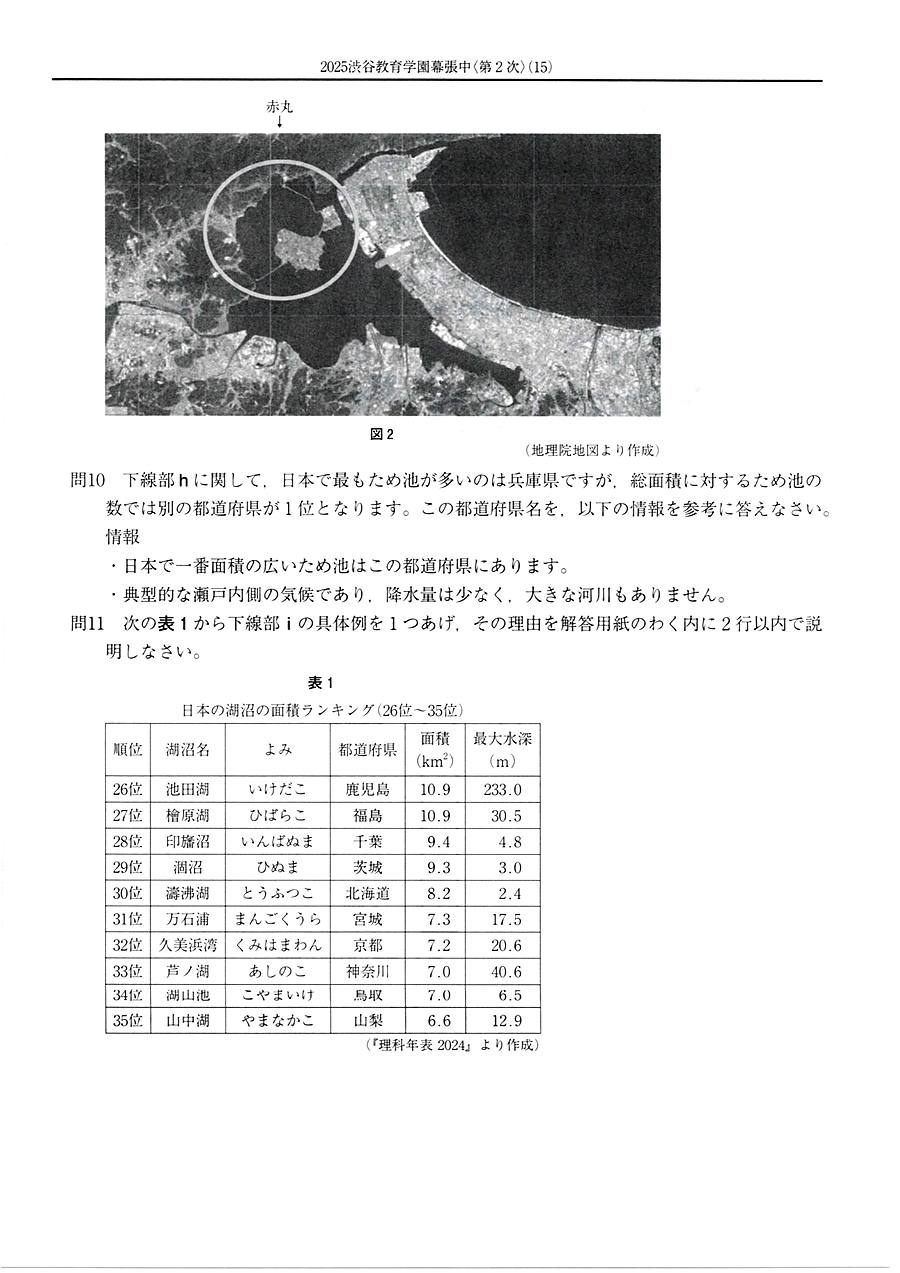 2025渋谷教育学園幕張中〈第2次〉(15)
赤丸
↓
図2
(地理院地図より作成)
問10 下線部hに関して，日本で最もため池が多いのは兵庫県ですが，総面積に対するため池の
数では別の都道府県が1位となります。この都道府県名を，以下の情報を参考に答えなさい。
情報
・日本で一番面積の広いため池はこの都道府県にあります。
・典型的な瀬戸内側の気候であり，降水量は少なく，大きな河川もありません。
問11 次の表1から下線部iの具体例を1つあげ，その理由を解答用紙のわく内に2行以内で説
明しなさい。
表1
日本の湖沼の面積ランキング(26位～35位)
順位 湖沼名 よみ 都道府県 面積(km²) 最大水深(m)
26位 池田湖 いけだこ 鹿児島 10.9 233.0
27位 檜原湖 ひばらこ 福島 10.9 30.5
28位 印旛沼 いんばぬま 千葉 9.4 4.8
29位 涸沼 ひぬま 茨城 9.3 3.0
30位 濤沸湖 とうふつこ 北海道 8.2 2.4
31位 万石浦 まんごくうら 宮城 7.3 17.5
32位 久美浜湾 くみはまわん 京都 7.2 20.6
33位 芦ノ湖 あしのこ 神奈川 7.0 40.6
34位 湖山池 こやまいけ 鳥取 7.0 6.5
35位 山中湖 やまなかこ 山梨 6.6 12.9
(『理科年表 2024』より作成)